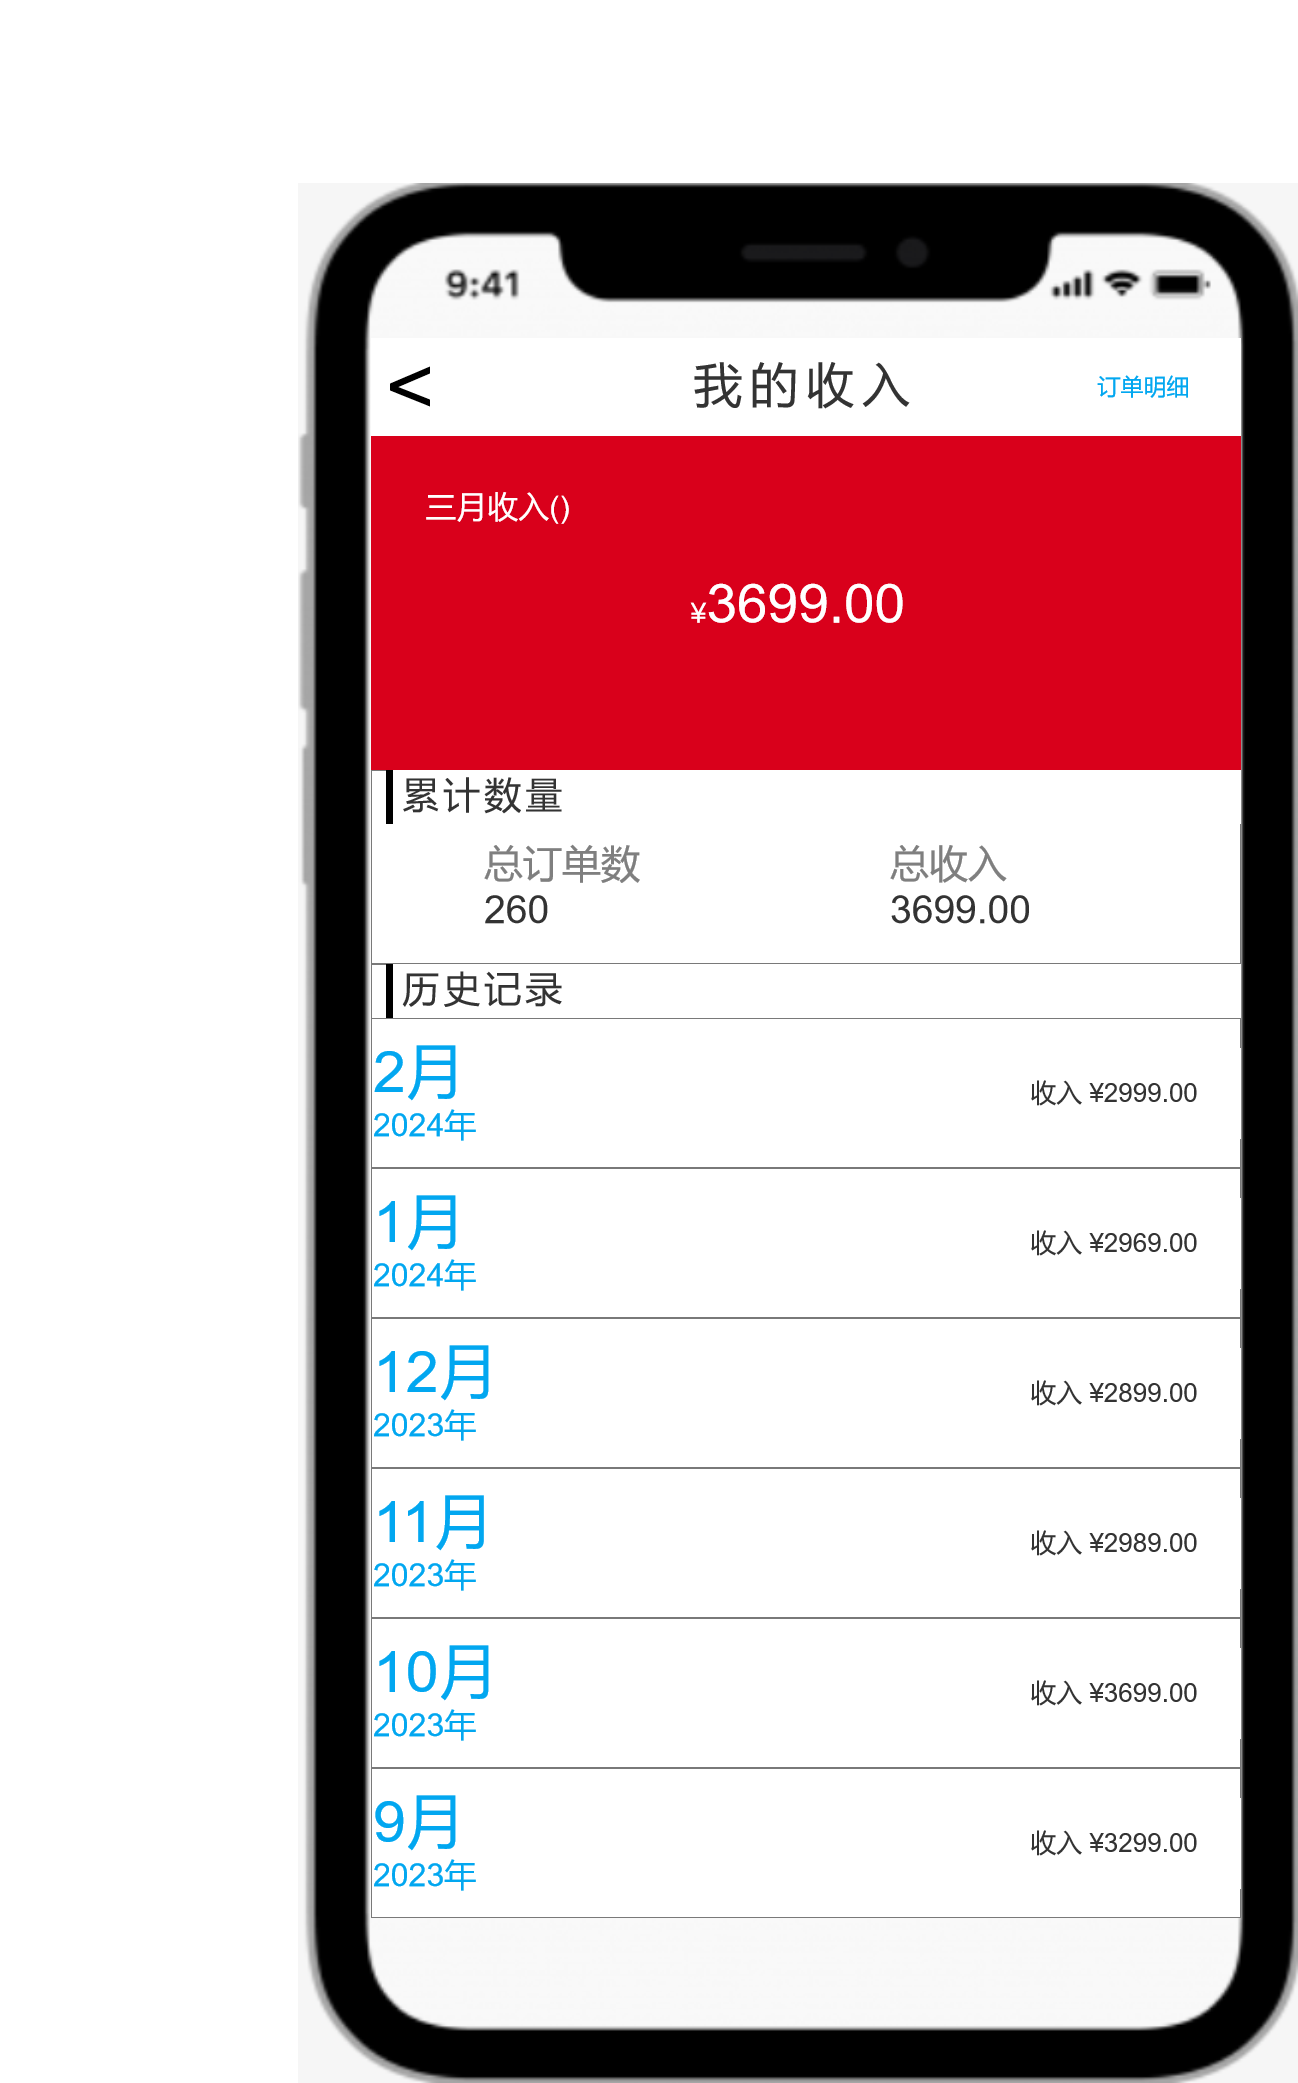 9:41
< 我的收入 订单明细
三月收入()
¥3699.00
累计数量
总订单数 总收入
260 3699.00
历史记录
2月
收入 ¥2999.00
2024年
1月
收入 ¥2969.00
2024年
12月
收入 ¥2899.00
2023年
11月
收入 ¥2989.00
2023年
10月
收入 ¥3699.00
2023年
9月
收入 ¥3299.00
2023年